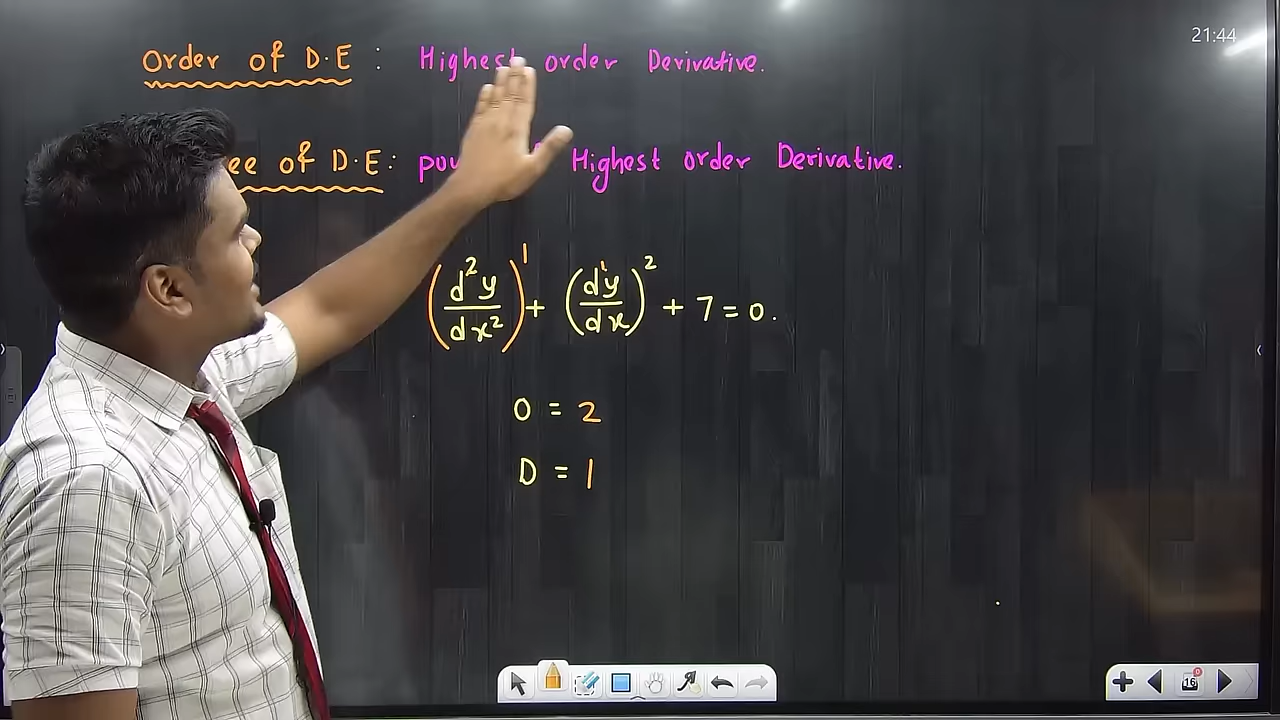 21:44
Order of D.E : Highest order Derivative.
ee of D.E : Highest order Derivative.
(d²y/dx²)¹ + (d¹y/dx)² + 7 = 0.
O = 2
D = 1
16